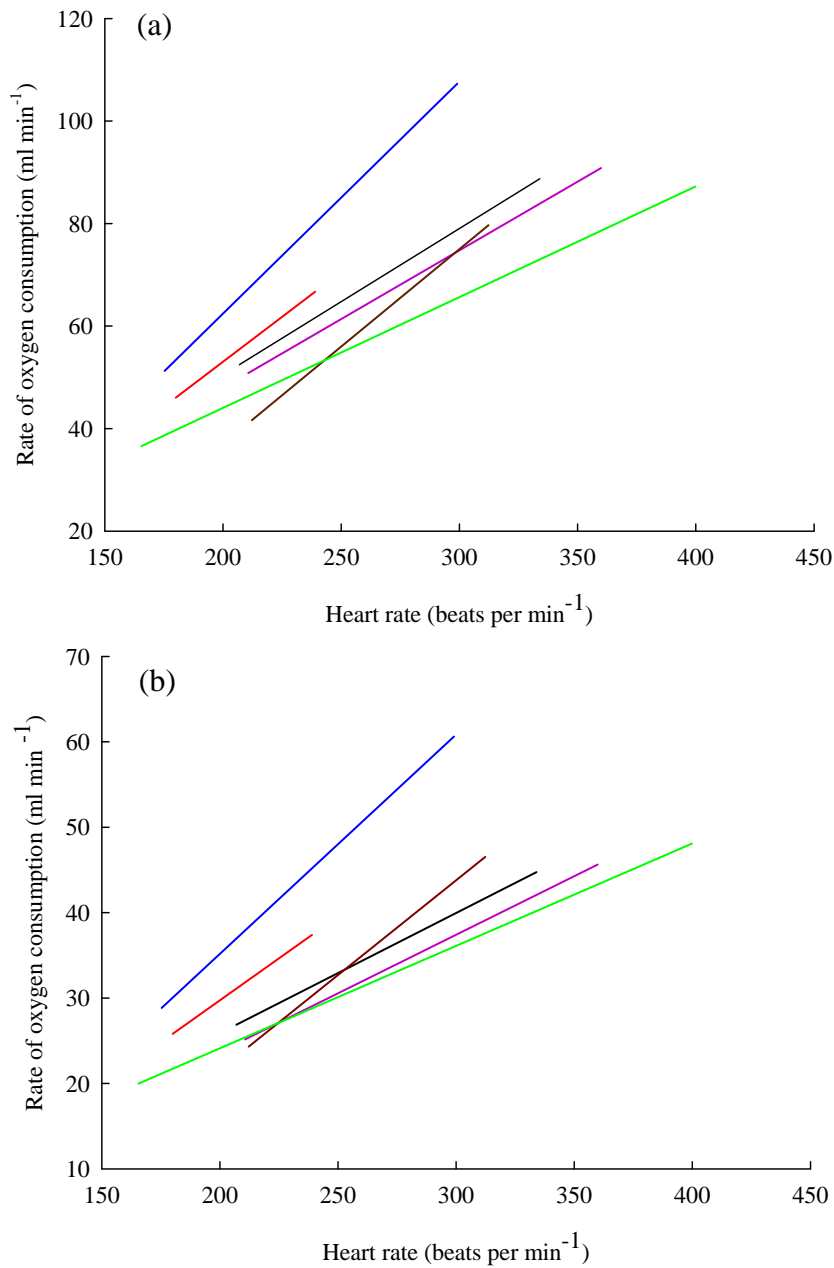 (a)
120
100
80
60
40
20
150 200 250 300 350 400 450
Rate of oxygen consumption (ml min-1)
Heart rate (beats per min-1)
(b)
70
60
50
40
30
20
10
150 200 250 300 350 400 450
Rate of oxygen consumption (ml min -1)
Heart rate (beats per min-1)